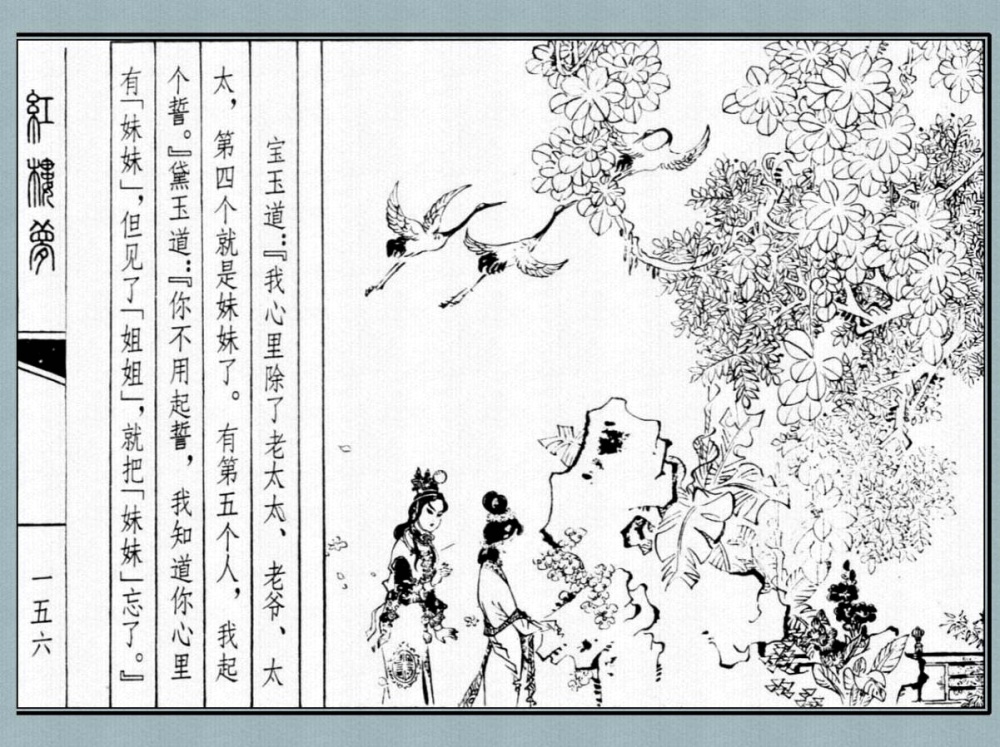 宝玉道：『我心里除了老太太、老爷、太
太，第四个就是妹妹了。有第五个人，我起
个誓。』黛玉道：『你不用起誓，我知道你心里
有「妹妹」，但见了「姐姐」，就把「妹妹」忘了。』
紅樓夢
一五六